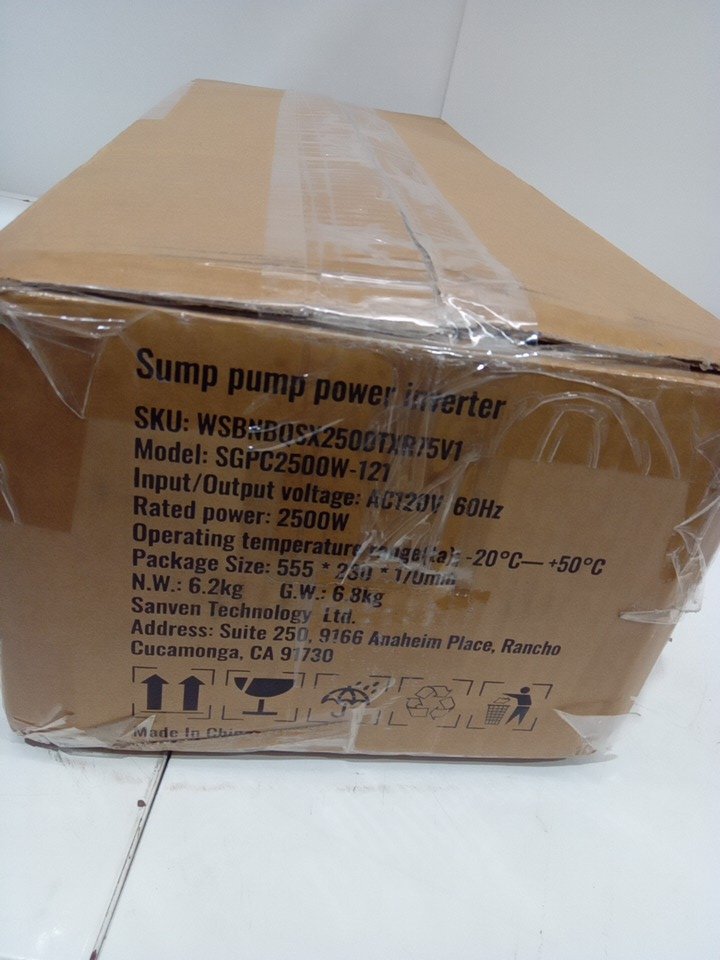 Sump pump power inverter
SKU: WSBNBQSX2500TXR75V1
Model: SGPC2500W-121
Input/Output voltage: AC120V 60Hz
Rated power: 2500W
Operating temperature range(ta): -20°C— +50°C
Package Size: 555 * 230 * 170mm
N.W.: 6.2kg G.W.: 6.8kg
Sanven Technology Ltd.
Address: Suite 250, 9166 Anaheim Place, Rancho
Cucamonga, CA 91730
Made In China